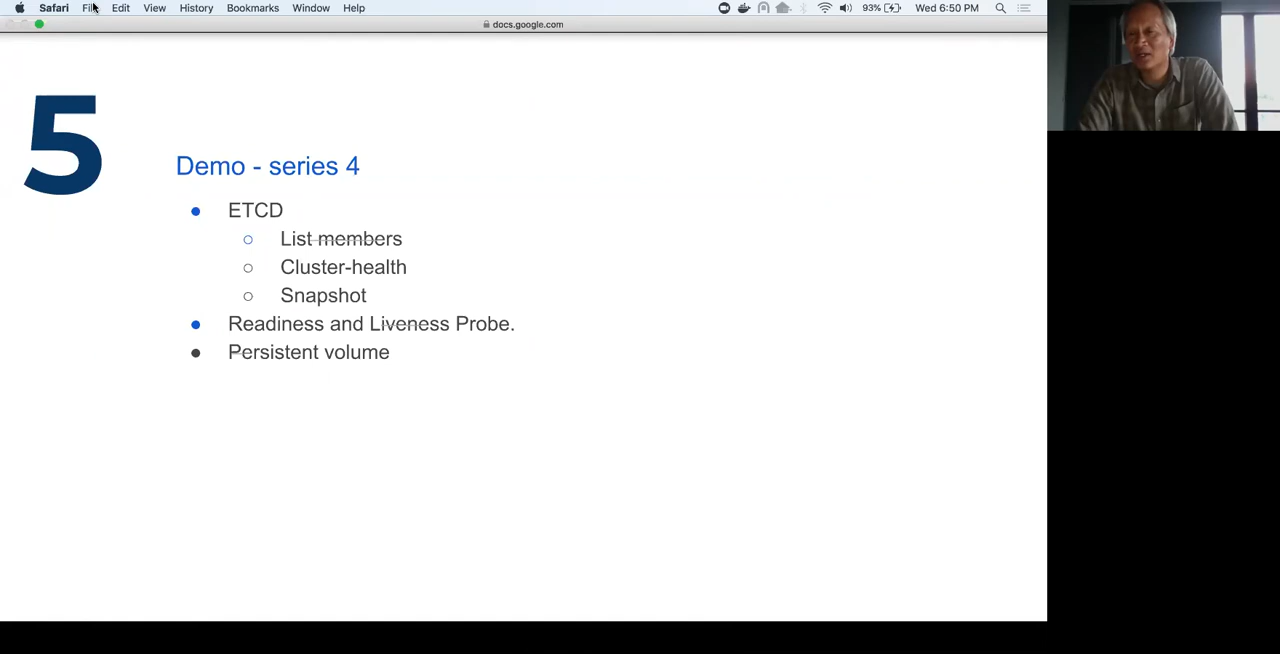 Safari File Edit View History Bookmarks Window Help 93% Wed 6:50 PM
docs.google.com
5
Demo - series 4
ETCD
List members
Cluster-health
Snapshot
Readiness and Liveness Probe.
Persistent volume